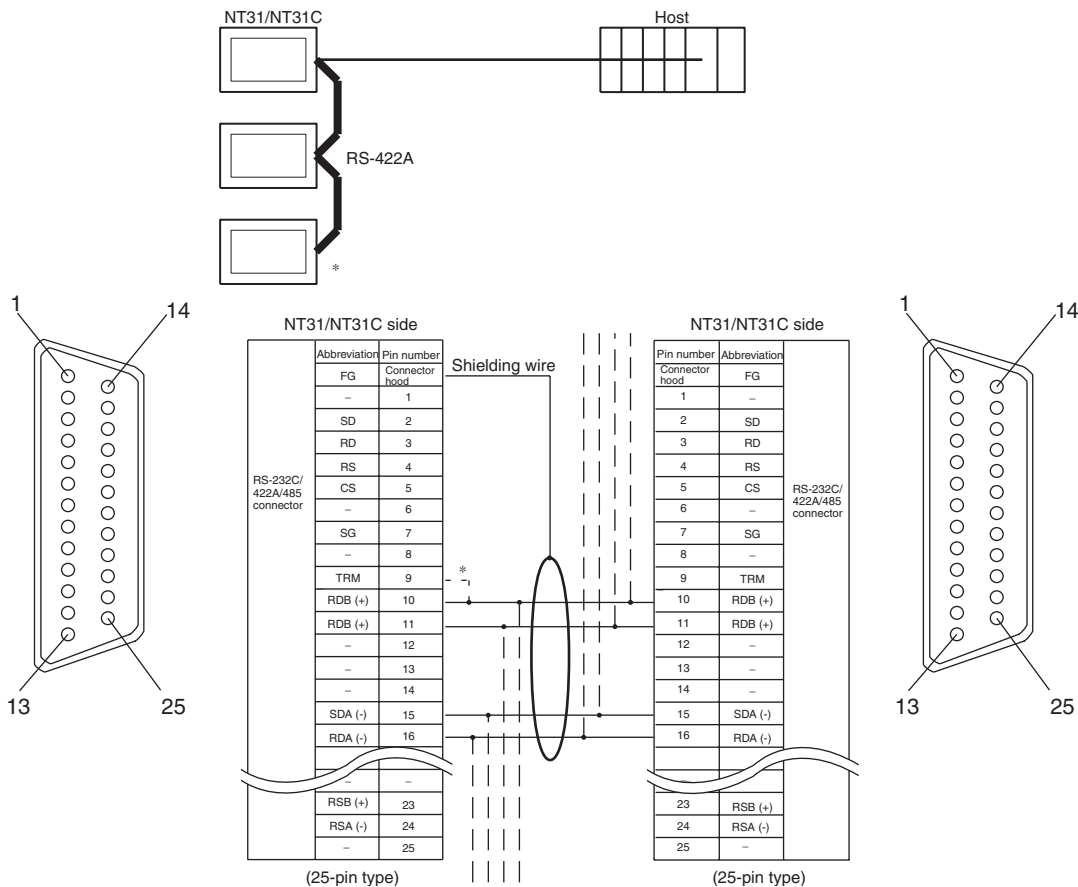 NT31/NT31C
Host
RS-422A
*
1
14
13
25
NT31/NT31C side
Abbreviation Pin number
FG Connector hood
– 1
SD 2
RD 3
RS 4
CS 5
– 6
SG 7
– 8
TRM 9
RDB (+) 10
RDB (+) 11
– 12
– 13
– 14
SDA (-) 15
RDA (-) 16
– –
RSB (+) 23
RSA (-) 24
– 25
RS-232C/
422A/485
connector
(25-pin type)
Shielding wire
*
NT31/NT31C side
Pin number Abbreviation
Connector hood FG
1 –
2 SD
3 RD
4 RS
5 CS
6 –
7 SG
8 –
9 TRM
10 RDB (+)
11 RDB (+)
12 –
13 –
14 –
15 SDA (-)
16 RDA (-)
–
23 RSB (+)
24 RSA (-)
25 –
RS-232C/
422A/485
connector
(25-pin type)
1
14
13
25